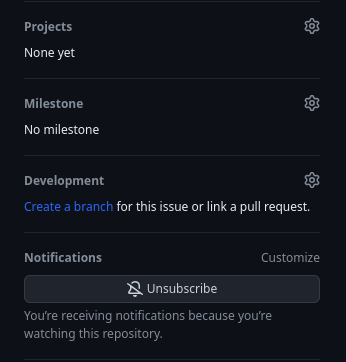 Projects
None yet
Milestone
No milestone
Development
Create a branch for this issue or link a pull request.
Notifications Customize
Unsubscribe
You're receiving notifications because you're
watching this repository.